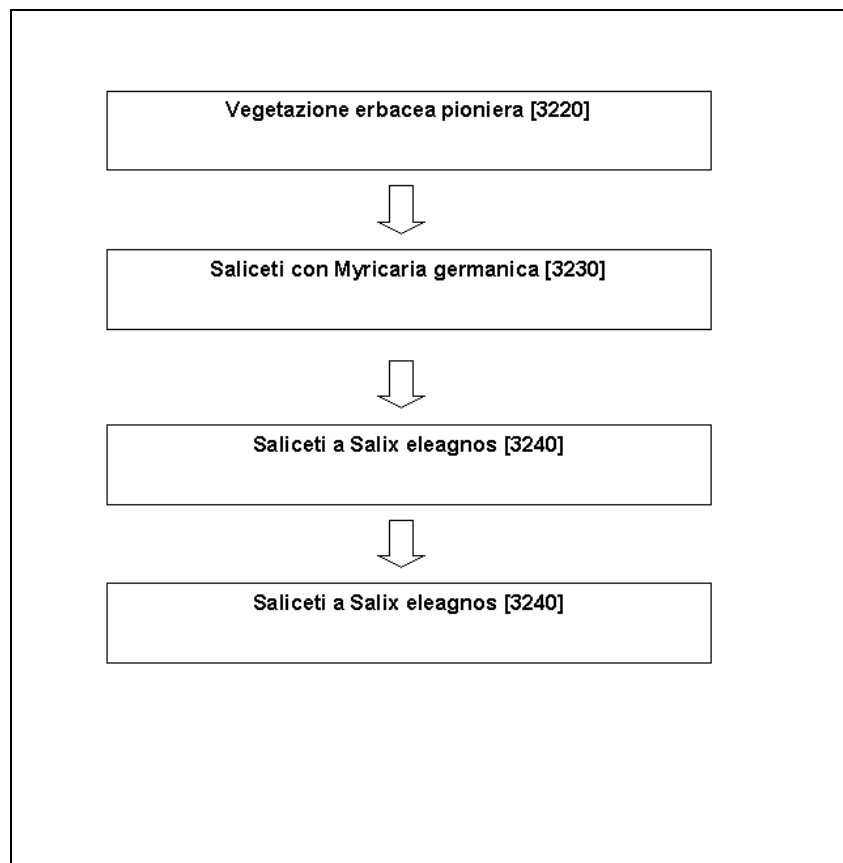 Vegetazione erbacea pioniera [3220]
Saliceti con Myricaria germanica [3230]
Saliceti a Salix eleagnos [3240]
Saliceti a Salix eleagnos [3240]